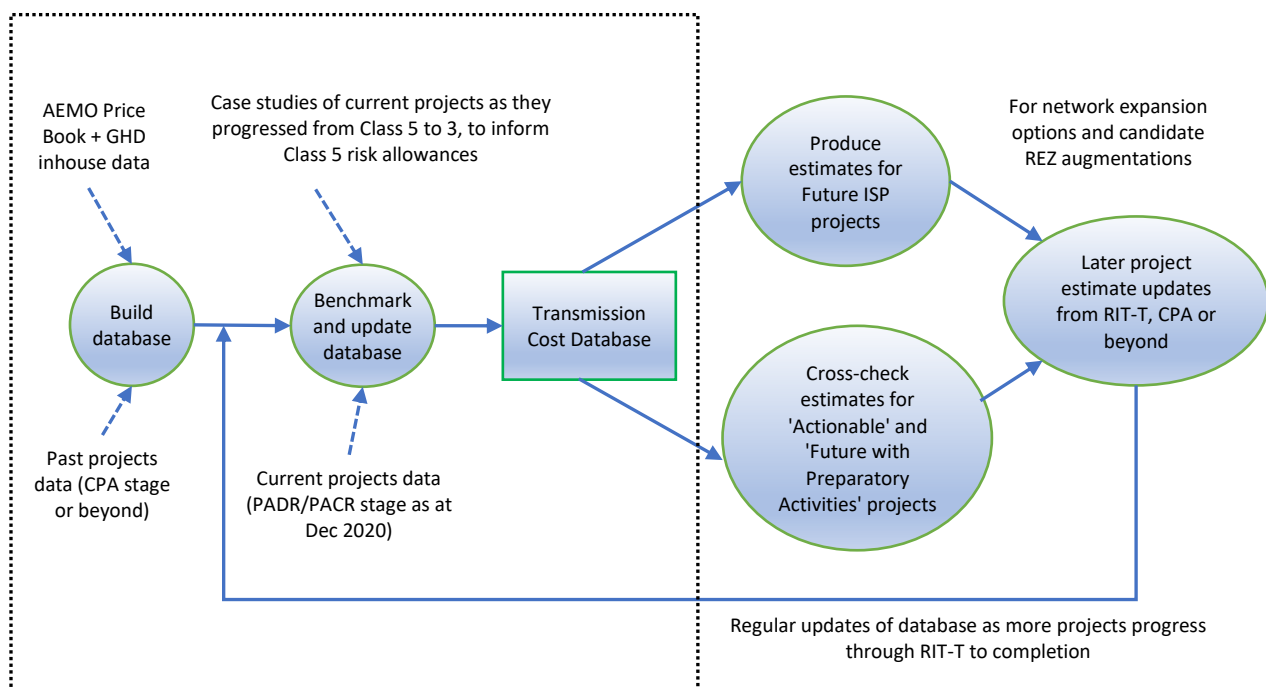 AEMO Price
Book + GHD
inhouse data
Case studies of current projects as they
progressed from Class 5 to 3, to inform
Class 5 risk allowances
Build
database
Past projects
data (CPA stage
or beyond)
Benchmark
and update
database
Current projects data
(PADR/PACR stage as at
Dec 2020)
Transmission
Cost Database
Produce
estimates for
Future ISP
projects
For network expansion
options and candidate
REZ augmentations
Cross-check
estimates for
'Actionable' and
'Future with
Preparatory
Activities' projects
Later project
estimate updates
from RIT-T, CPA or
beyond
Regular updates of database as more projects progress
through RIT-T to completion